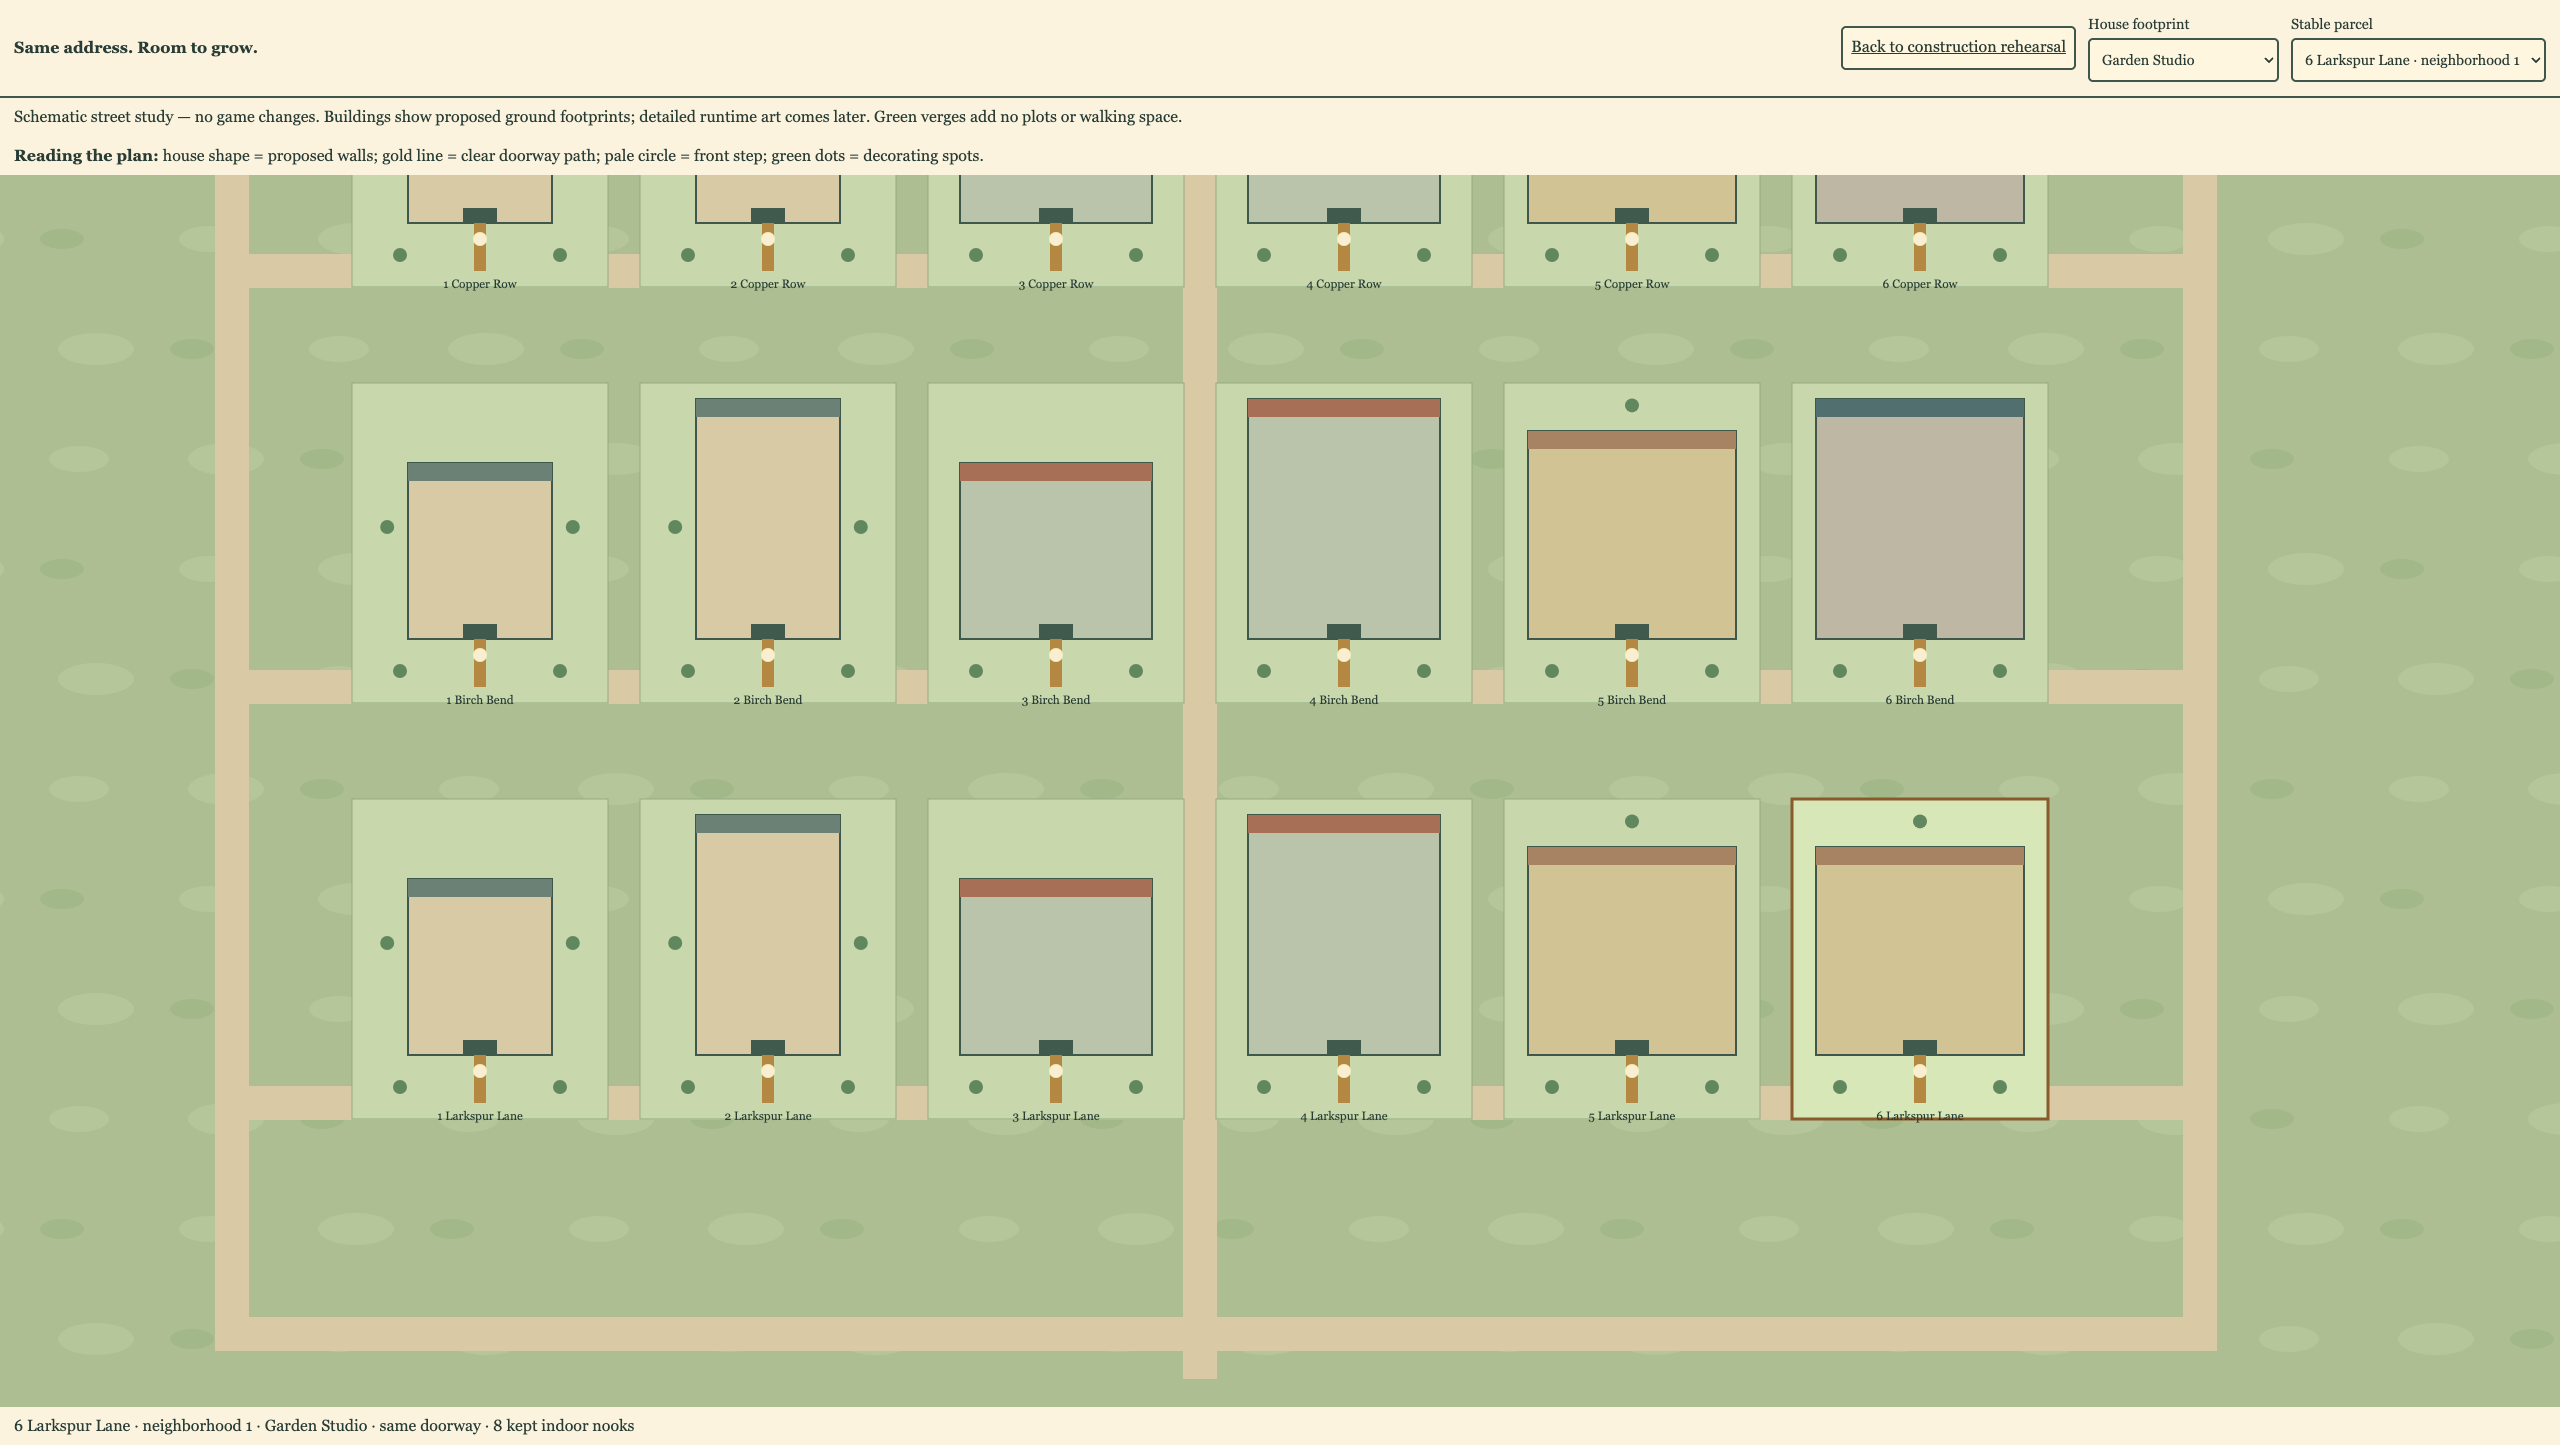 Same address. Room to grow.
Back to construction rehearsal
House footprint
Garden Studio
Stable parcel
6 Larkspur Lane · neighborhood 1
Schematic street study — no game changes. Buildings show proposed ground footprints; detailed runtime art comes later. Green verges add no plots or walking space.
Reading the plan: house shape = proposed walls; gold line = clear doorway path; pale circle = front step; green dots = decorating spots.
1 Copper Row
2 Copper Row
3 Copper Row
4 Copper Row
5 Copper Row
6 Copper Row
1 Birch Bend
2 Birch Bend
3 Birch Bend
4 Birch Bend
5 Birch Bend
6 Birch Bend
1 Larkspur Lane
2 Larkspur Lane
3 Larkspur Lane
4 Larkspur Lane
5 Larkspur Lane
6 Larkspur Lane
6 Larkspur Lane · neighborhood 1 · Garden Studio · same doorway · 8 kept indoor nooks